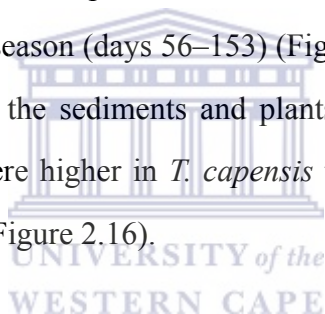 eason (days 56–153) (Fig
the sediments and plants
ere higher in T. capensis
Figure 2.16).
UNIVERSITY of the
WESTERN CAPE